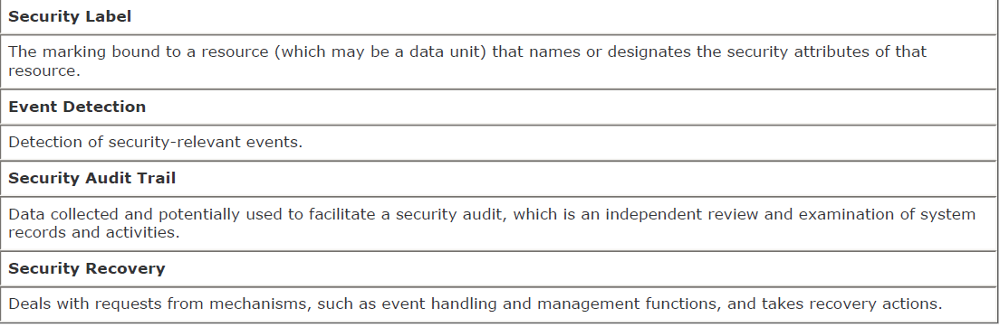 Security Label
The marking bound to a resource (which may be a data unit) that names or designates the security attributes of that
resource.
Event Detection
Detection of security-relevant events.
Security Audit Trail
Data collected and potentially used to facilitate a security audit, which is an independent review and examination of system
records and activities.
Security Recovery
Deals with requests from mechanisms, such as event handling and management functions, and takes recovery actions.